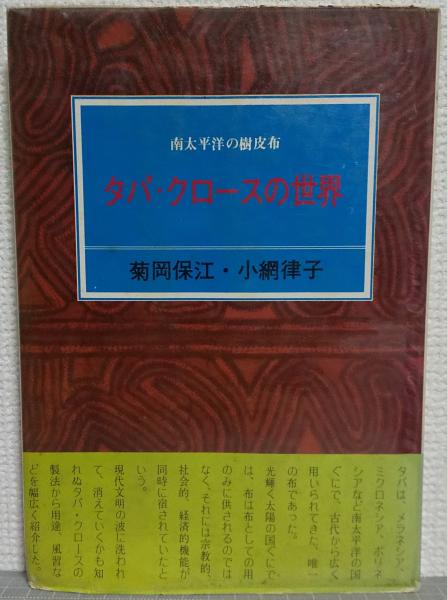 南太平洋の樹皮布
タパ・クロースの世界
菊岡保江・小網律子
タパは、メラネシア、
ミクロネシア、ポリネ
シアなど南太平洋の国
ぐにで、古代から広く
用いられてきた、唯一
の布であった。
光輝く太陽の国ぐにで
は、布は布としての用
のみに供されるのでは
なく、それには宗教的、
社会的、経済的機能が
同時に宿されていたと
いう。
現代文明の波に洗われ
て、消えていくかも知
れぬタパ・クロースの
製法から用途、風習な
どを幅広く紹介した。